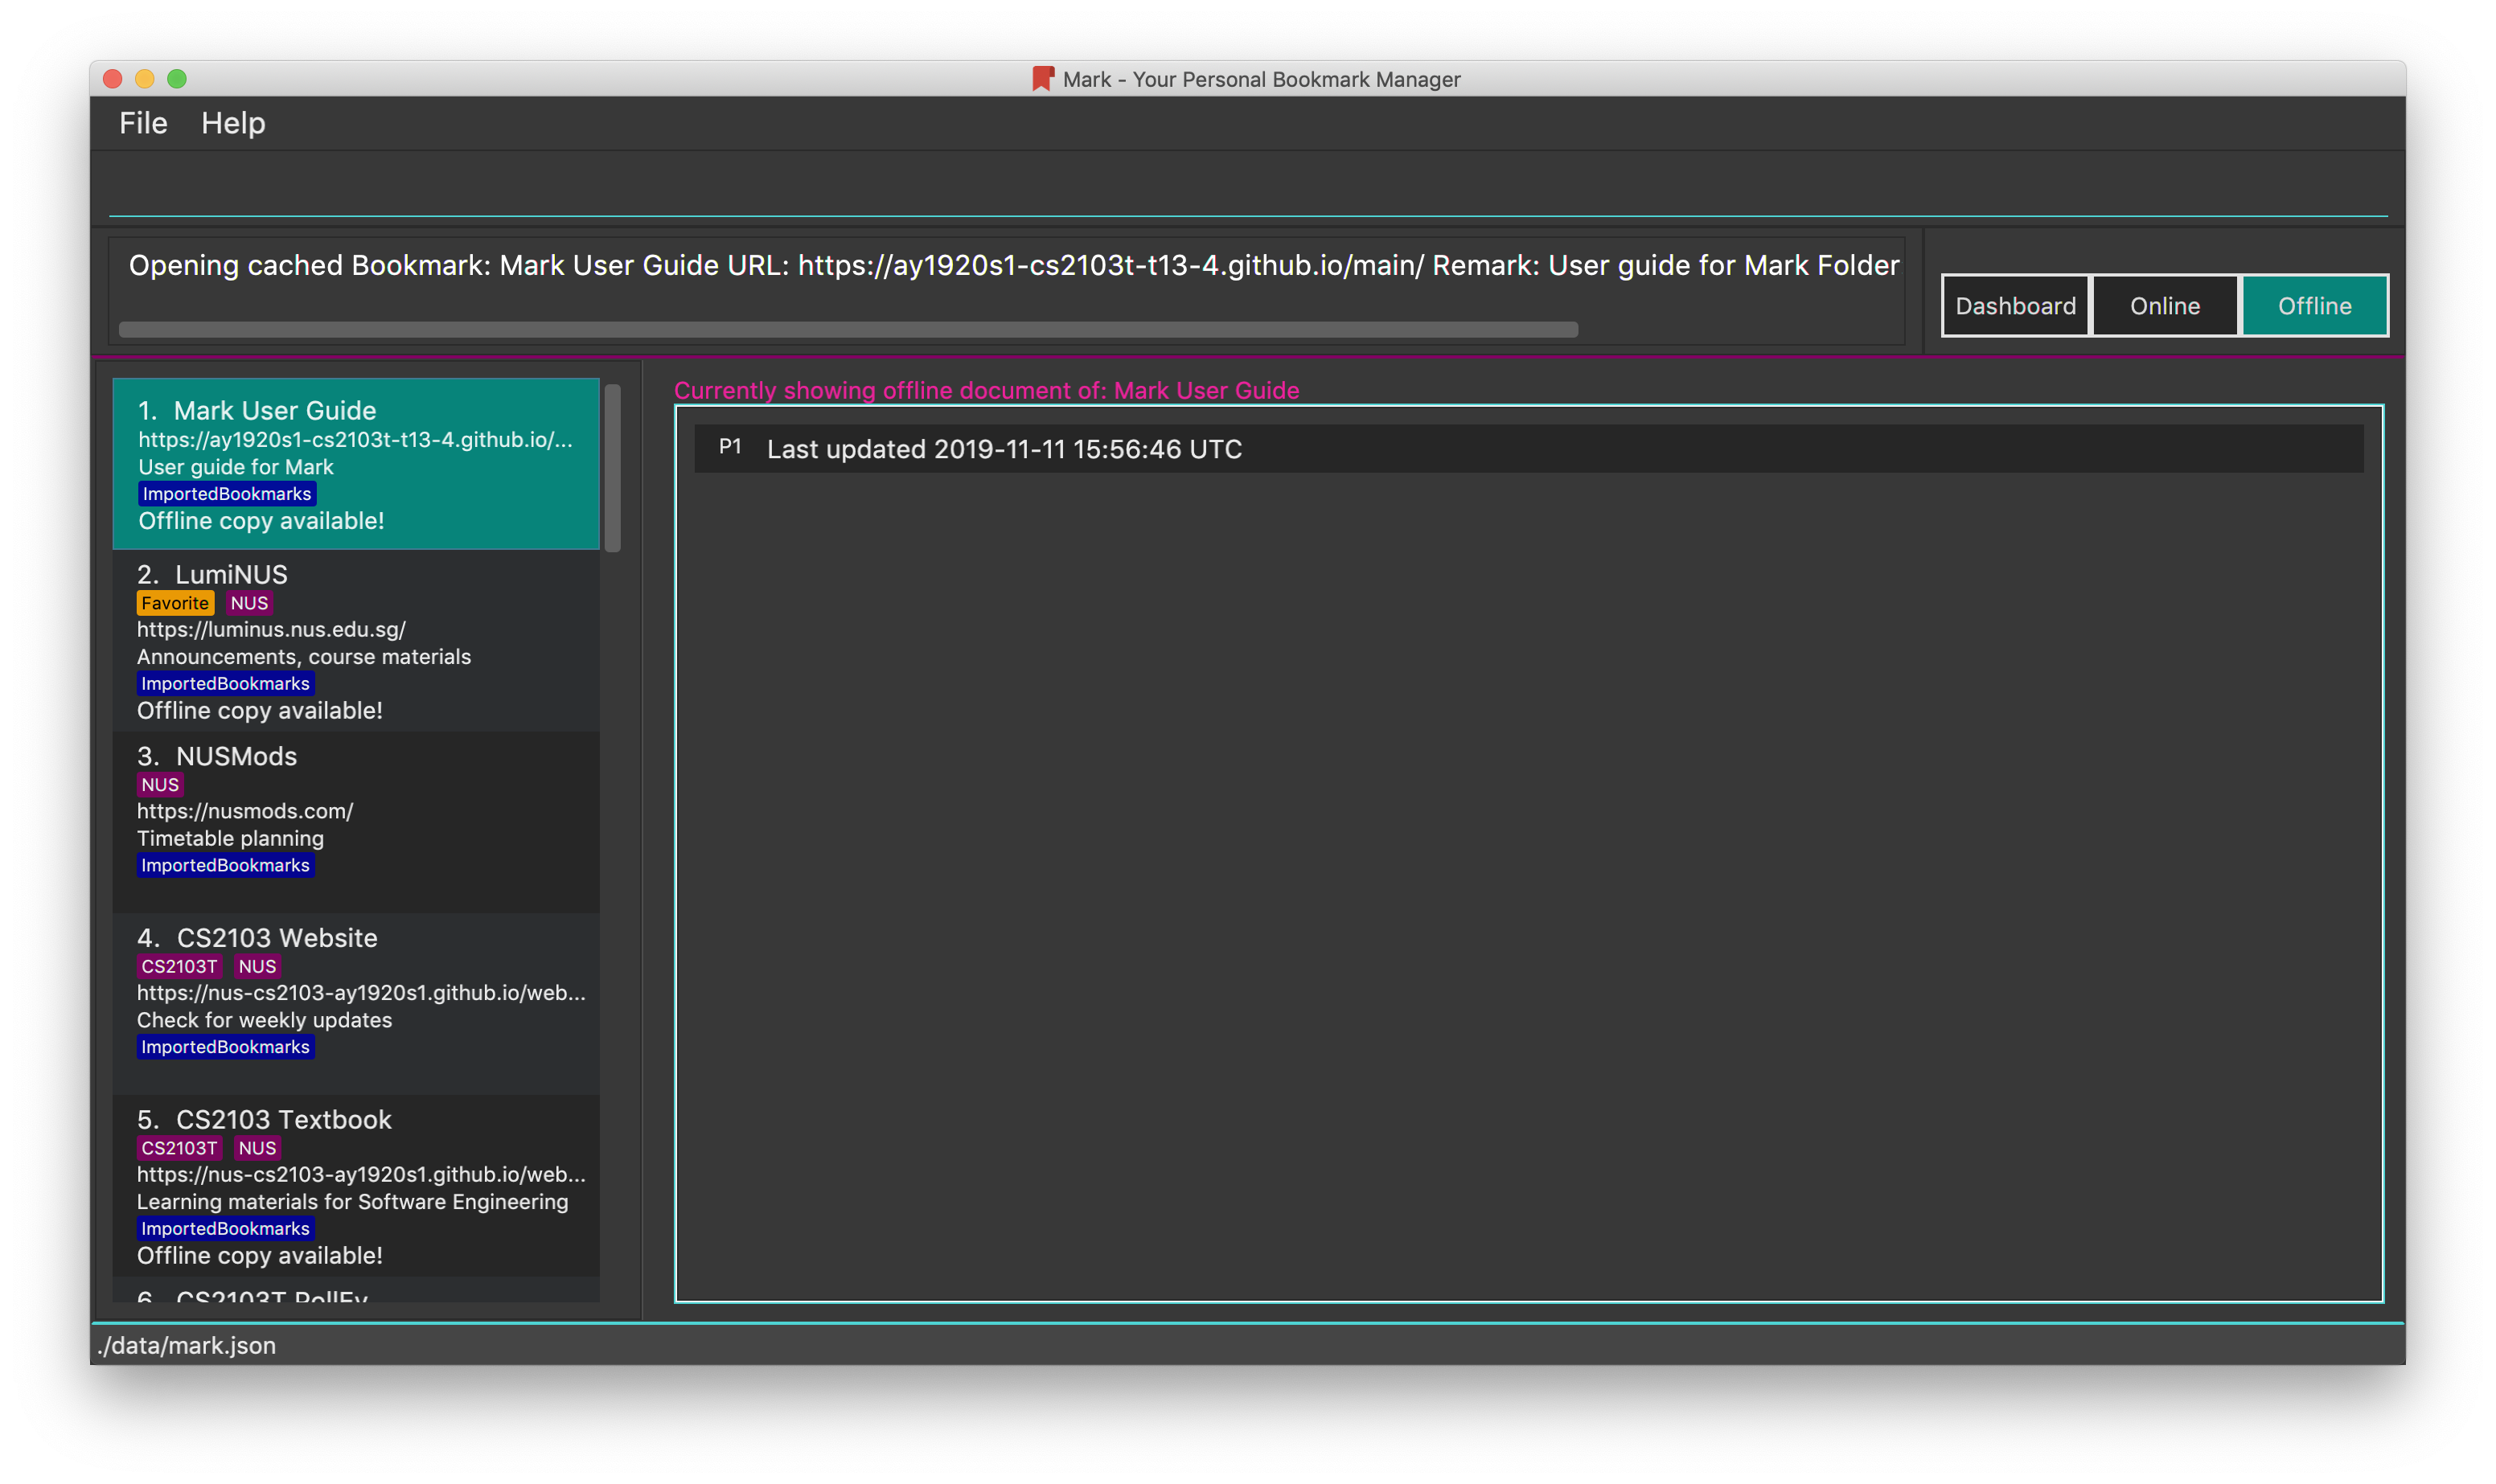 Mark - Your Personal Bookmark Manager
File Help
Opening cached Bookmark: Mark User Guide URL: https://ay1920s1-cs2103t-t13-4.github.io/main/ Remark: User guide for Mark Folder
Dashboard Online Offline
1. Mark User Guide
https://ay1920s1-cs2103t-t13-4.github.io/...
User guide for Mark
ImportedBookmarks
Offline copy available!
2. LumiNUS
Favorite NUS
https://luminus.nus.edu.sg/
Announcements, course materials
ImportedBookmarks
Offline copy available!
3. NUSMods
NUS
https://nusmods.com/
Timetable planning
ImportedBookmarks
4. CS2103 Website
CS2103T NUS
https://nus-cs2103-ay1920s1.github.io/web...
Check for weekly updates
ImportedBookmarks
5. CS2103 Textbook
CS2103T NUS
https://nus-cs2103-ay1920s1.github.io/web...
Learning materials for Software Engineering
ImportedBookmarks
Offline copy available!
6. CS2103T PollEv
Currently showing offline document of: Mark User Guide
P1 Last updated 2019-11-11 15:56:46 UTC
./data/mark.json